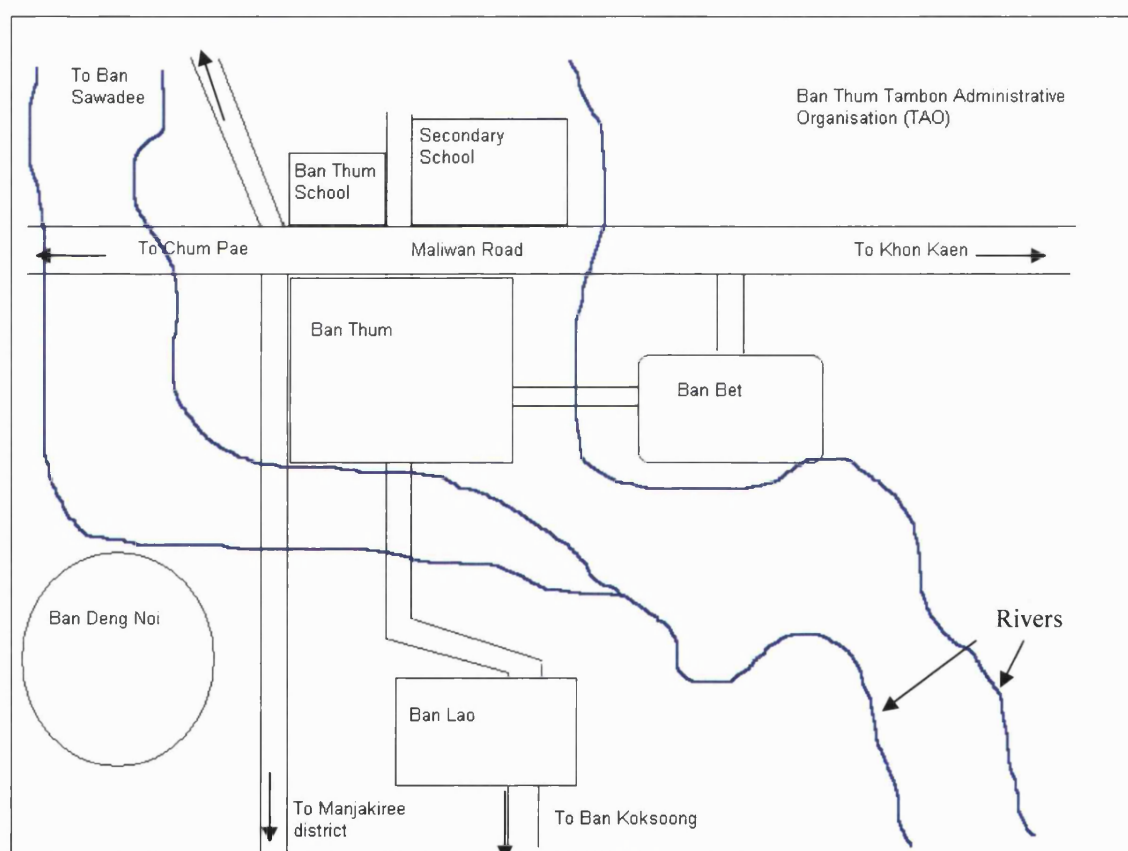 To Ban
Sawadee
Ban Thum Tambon Administrative
Organisation (TAO)
Secondary
School
Ban Thum
School
To Chum Pae
Maliwan Road
To Khon Kaen
Ban Thum
Ban Bet
Ban Deng Noi
Rivers
Ban Lao
To Manjakiree
district
To Ban Koksoong